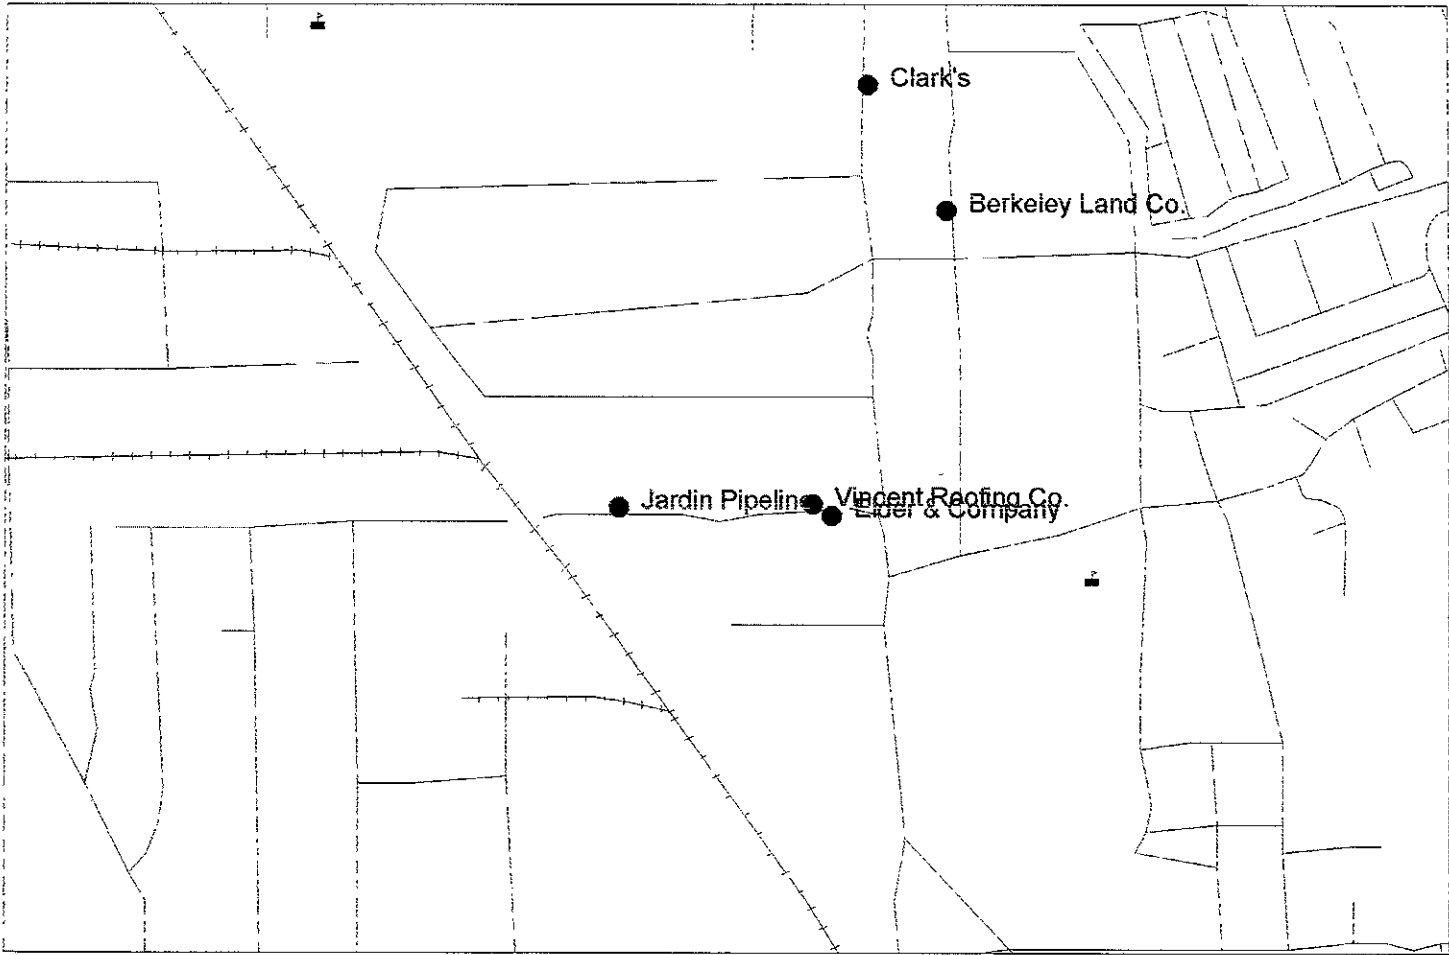 Clark's
Berkeley Land Co.
Jardin Pipeline
Vincent Roofing Co.
Elder & Company